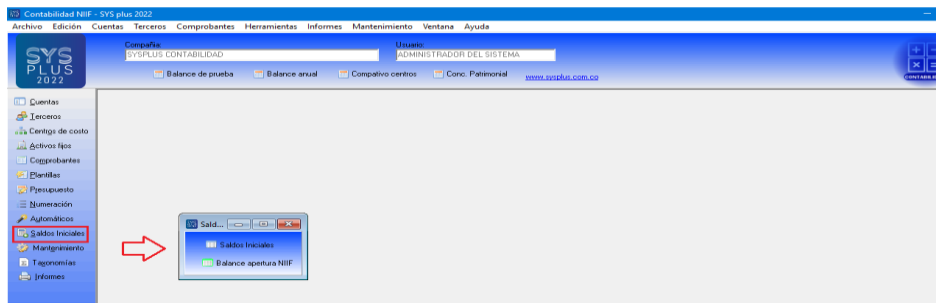 Contabilidad NIIF - SYS plus 2022
Archivo Edición Cuentas Terceros Comprobantes Herramientas Informes Mantenimiento Ventana Ayuda
Compañia: Usuario:
SYSPLUS CONTABILIDAD ADMINISTRADOR DEL SISTEMA
SYS
PLUS
2022
Balance de prueba Balance anual Compativo centros Conc. Patrimonial www.sysplus.com.co
CONTABILID
Cuentas
Terceros
Centros de costo
Activos fijos
Comprobantes
Plantillas
Presupuesto
Numeración
Automáticos
Saldos Iniciales
Mantenimiento
Taxonomías
Informes
Sald...
Saldos Iniciales
Balance apertura NIIF